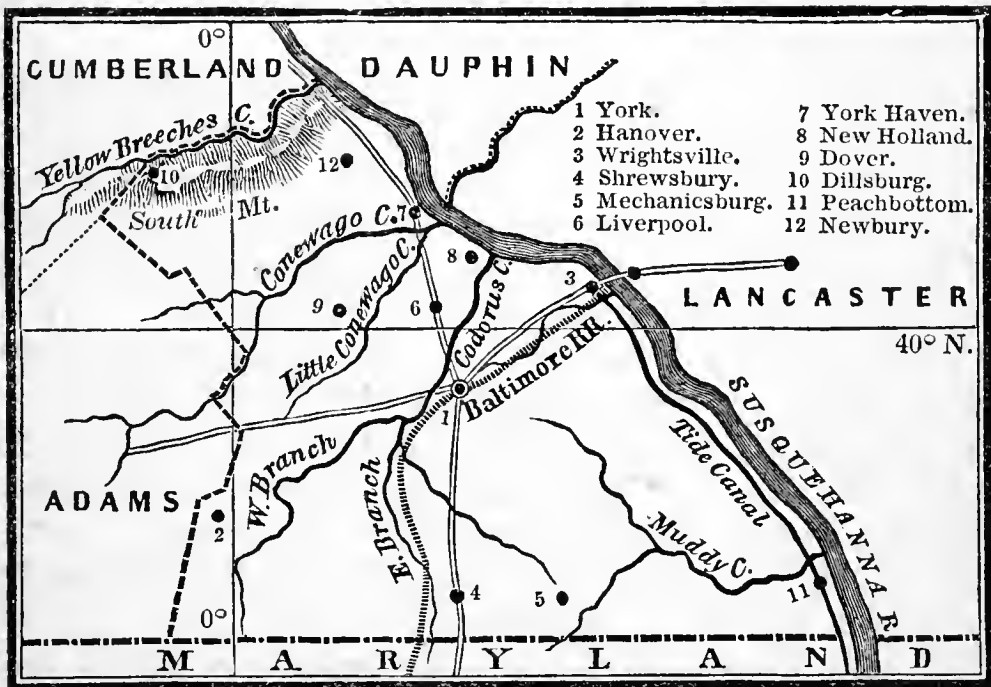 0°
CUMBERLAND
DAUPHIN
1 York.
2 Hanover.
3 Wrightsville.
4 Shrewsbury.
5 Mechanicsburg.
6 Liverpool.
7 York Haven.
8 New Holland.
9 Dover.
10 Dillsburg.
11 Peachbottom.
12 Newbury.
Yellow Breeches C.
10
12
South Mt.
Conewago C.
7
Little Conewago C.
8
9
6
Codorus C.
3
LANCASTER
40° N.
Baltimore RR.
1
SUSQUEHANNA R
Tide Canal
W. Branch
E. Branch
ADAMS
2
Muddy C.
11
4
5
0°
MARYLAND